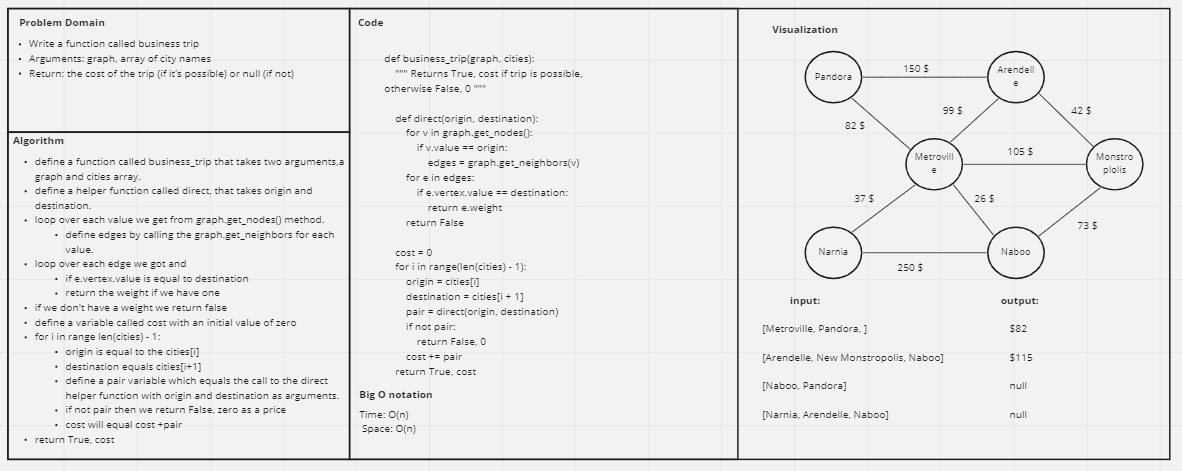 Problem Domain
• Write a function called business trip
• Arguments: graph, array of city names
• Return: the cost of the trip (if it's possible) or null (if not)
Algorithm
• define a function called business_trip that takes two arguments,a
graph and cities array.
• define a helper function called direct, that takes origin and
destination.
• loop over each value we get from graph.get_nodes() method.
• define edges by calling the graph.get_neighbors for each
value.
• loop over each edge we got and
• if e.vertex.value is equal to destination
• return the weight if we have one
• if we don't have a weight we return false
• define a variable called cost with an initial value of zero
• for i in range len(cities) - 1:
• origin is equal to the cities[i]
• destination equals cities[i+1]
• define a pair variable which equals the call to the direct
helper function with origin and destination as arguments.
• if not pair then we return False, zero as a price
• cost will equal cost +pair
• return True, cost
Code
def business_trip(graph, cities):
""" Returns True, cost if trip is possible,
otherwise False, 0 """
def direct(origin, destination):
for v in graph.get_nodes():
if v.value == origin:
edges = graph.get_neighbors(v)
for e in edges:
if e.vertex.value == destination:
return e.weight
return False
cost = 0
for i in range(len(cities) - 1):
origin = cities[i]
destination = cities[i + 1]
pair = direct(origin, destination)
if not pair:
return False, 0
cost += pair
return True, cost
Big O notation
Time: O(n)
Space: O(n)
Visualization
Pandora
150 $
Arendell
e
82 $
99 $
42 $
Metrovill
e
105 $
Monstro
plolis
37 $
26 $
73 $
Narnia
250 $
Naboo
input: output:
[Metroville, Pandora, ] $82
[Arendelle, New Monstropolis, Naboo] $115
[Naboo, Pandora] null
[Narnia, Arendelle, Naboo] null